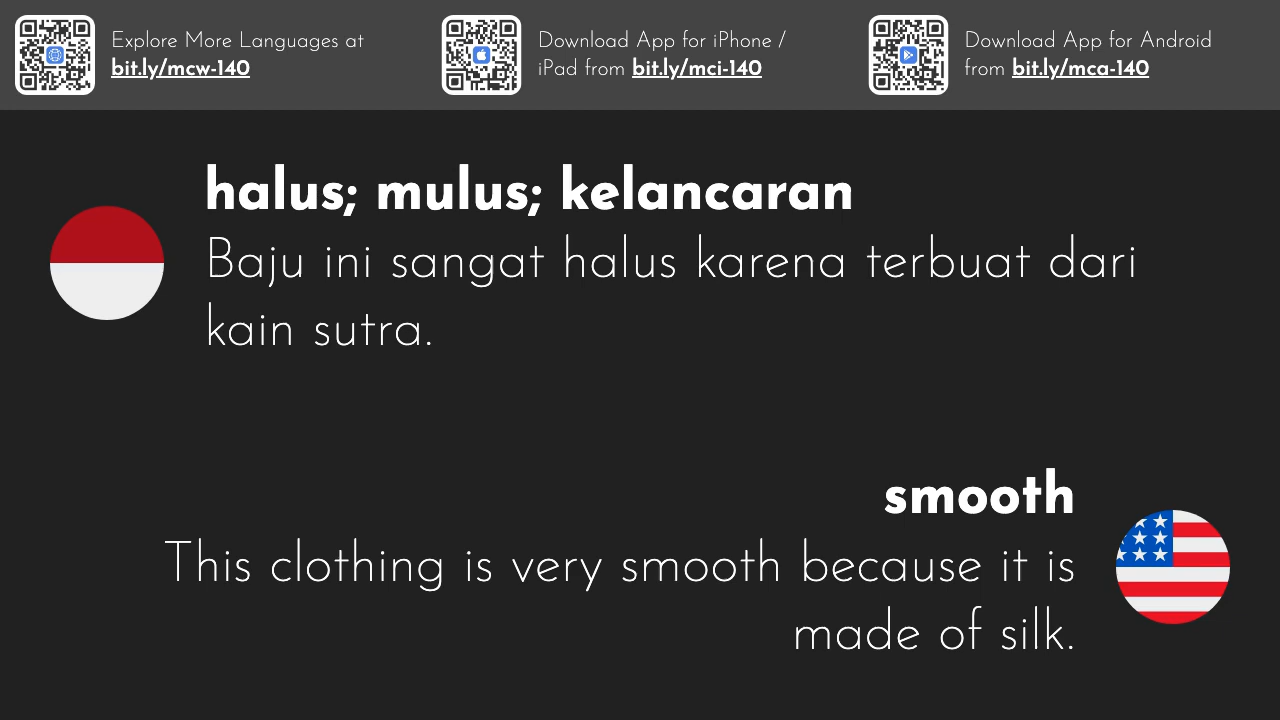 Explore More Languages at
bit.ly/mcw-140
Download App for iPhone /
iPad from bit.ly/mci-140
Download App for Android
from bit.ly/mca-140
halus; mulus; kelancaran
Baju ini sangat halus karena terbuat dari
kain sutra.
smooth
This clothing is very smooth because it is
made of silk.